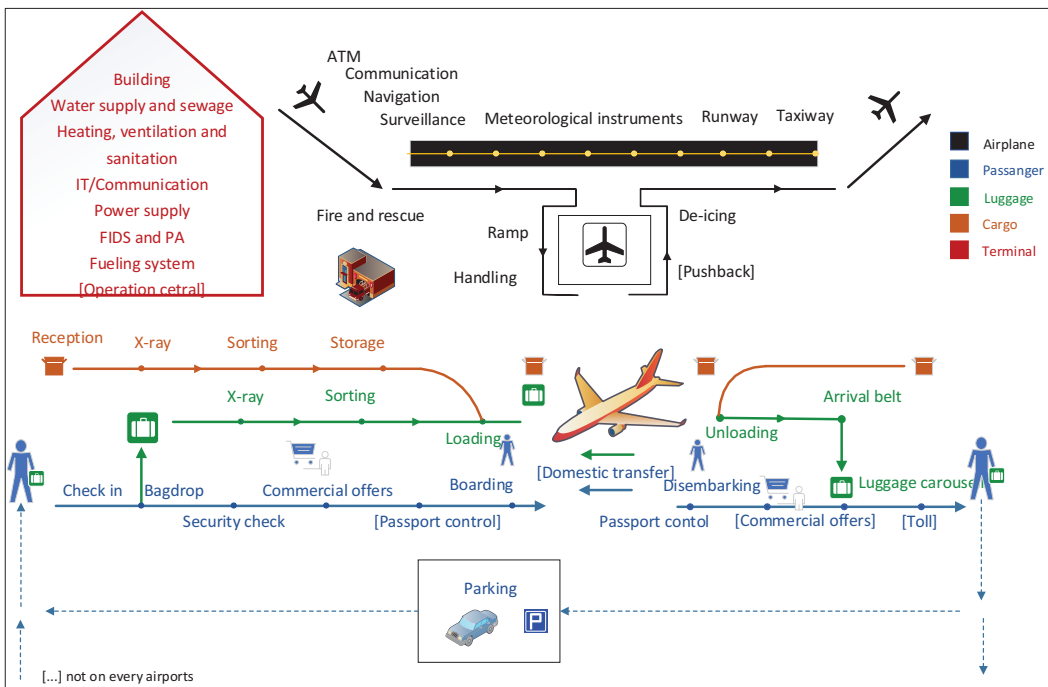 Building
Water supply and sewage
Heating, ventilation and
sanitation
IT/Communication
Power supply
FIDS and PA
Fueling system
[Operation cetral]
ATM
Communication
Navigation
Surveillance
Meteorological instruments
Runway
Taxiway
Fire and rescue
Ramp
De-icing
Handling
[Pushback]
Airplane
Passanger
Luggage
Cargo
Terminal
Reception
X-ray
Sorting
Storage
X-ray
Sorting
Loading
Arrival belt
Unloading
[Domestic transfer]
Check in
Bagdrop
Commercial offers
Boarding
Disembarking
Luggage carousel
Security check
[Passport control]
Passport contol
[Commercial offers]
[Toll]
Parking
P
[...] not on every airports